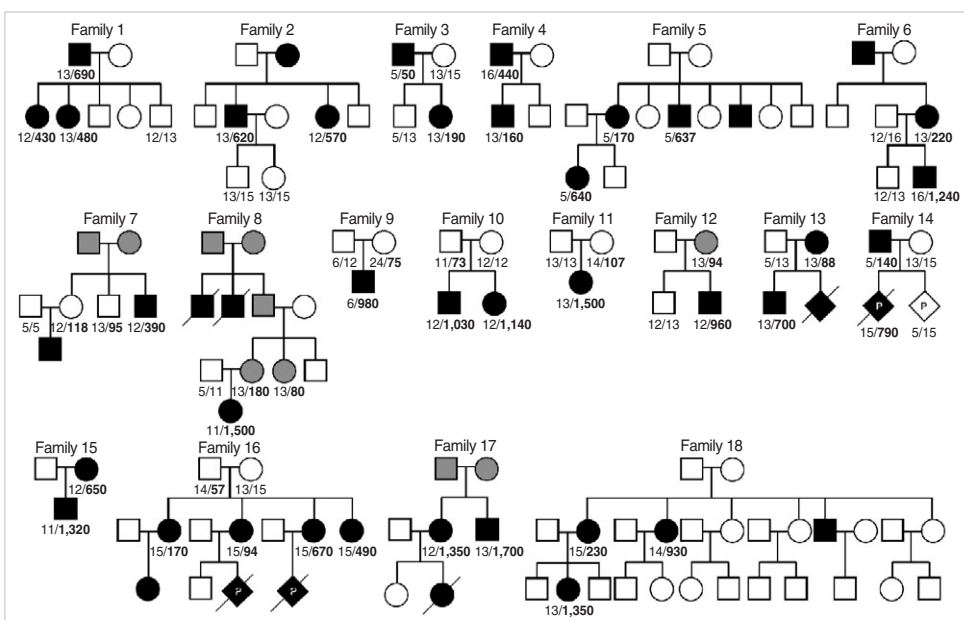 Family 1 Family 2 Family 3 Family 4 Family 5 Family 6
13/690 5/50 13/15 16/440
12/430 13/480 12/13 13/620 12/570 5/13 13/190 13/160 5/170 5/637 12/16 13/220
13/15 13/15 5/640 12/13 16/1,240
Family 7 Family 8 Family 9 Family 10 Family 11 Family 12 Family 13 Family 14
6/12 24/75 11/73 12/12 13/13 14/107 13/94 5/13 13/88 5/140 13/15
5/5 12/118 13/95 12/390 6/980 12/1,030 12/1,140 13/1,500 12/13 12/960 13/700 P P
15/790 5/15
5/11 13/180 13/80
11/1,500
Family 15 Family 16 Family 17 Family 18
12/650 14/57 13/15
11/1,320 15/170 15/94 15/670 15/490 12/1,350 13/1,700 15/230 14/930
P P
13/1,350